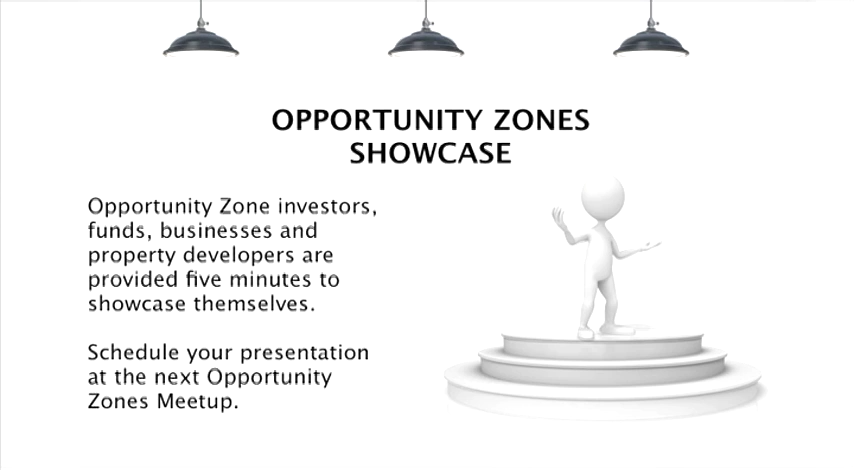 OPPORTUNITY ZONES
SHOWCASE
Opportunity Zone investors,
funds, businesses and
property developers are
provided five minutes to
showcase themselves.
Schedule your presentation
at the next Opportunity
Zones Meetup.